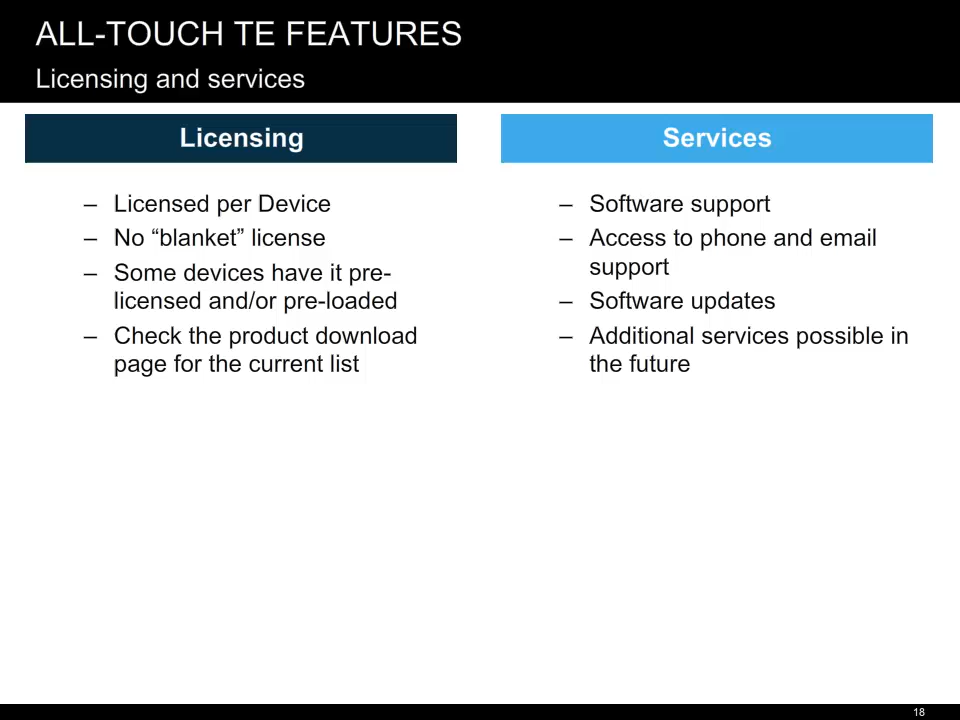 ALL-TOUCH TE FEATURES
Licensing and services
Licensing
– Licensed per Device
– No “blanket” license
– Some devices have it pre-
licensed and/or pre-loaded
– Check the product download
page for the current list
Services
– Software support
– Access to phone and email
support
– Software updates
– Additional services possible in
the future
18